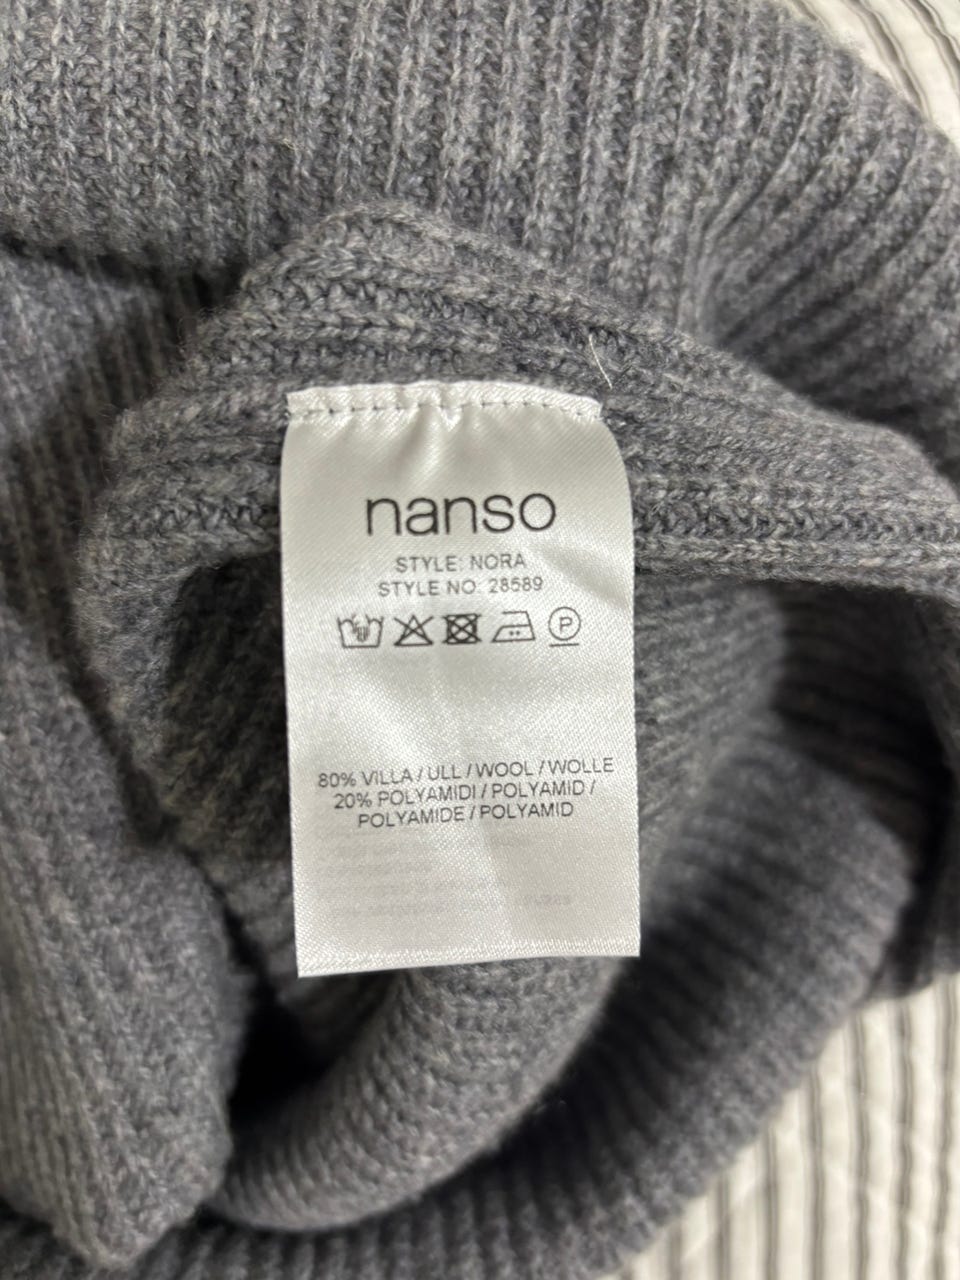 nanso
STYLE: NORA
STYLE NO. 28589
P
80% VILLA / ULL / WOOL / WOLLE
20% POLYAMIDI / POLYAMID /
POLYAMIDE / POLYAMID